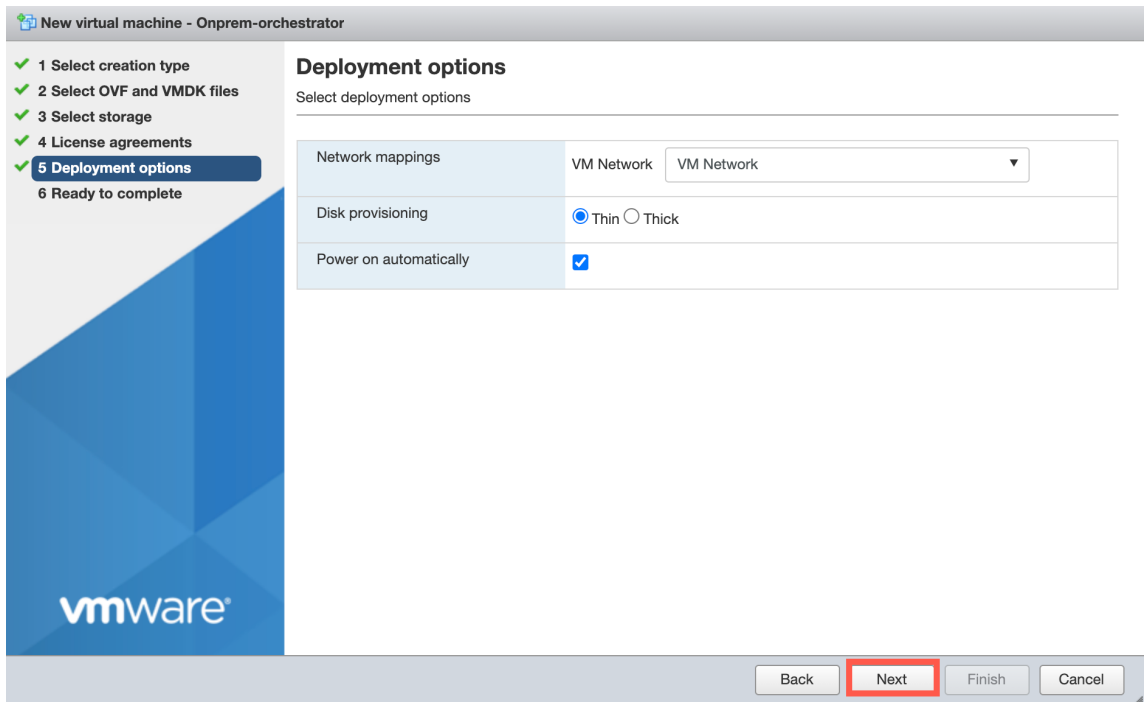 New virtual machine - Onprem-orchestrator
1 Select creation type
2 Select OVF and VMDK files
3 Select storage
4 License agreements
5 Deployment options
6 Ready to complete
vmware®
Deployment options
Select deployment options
Network mappings
VM Network
VM Network
Disk provisioning
Thin
Thick
Power on automatically
Back
Next
Finish
Cancel